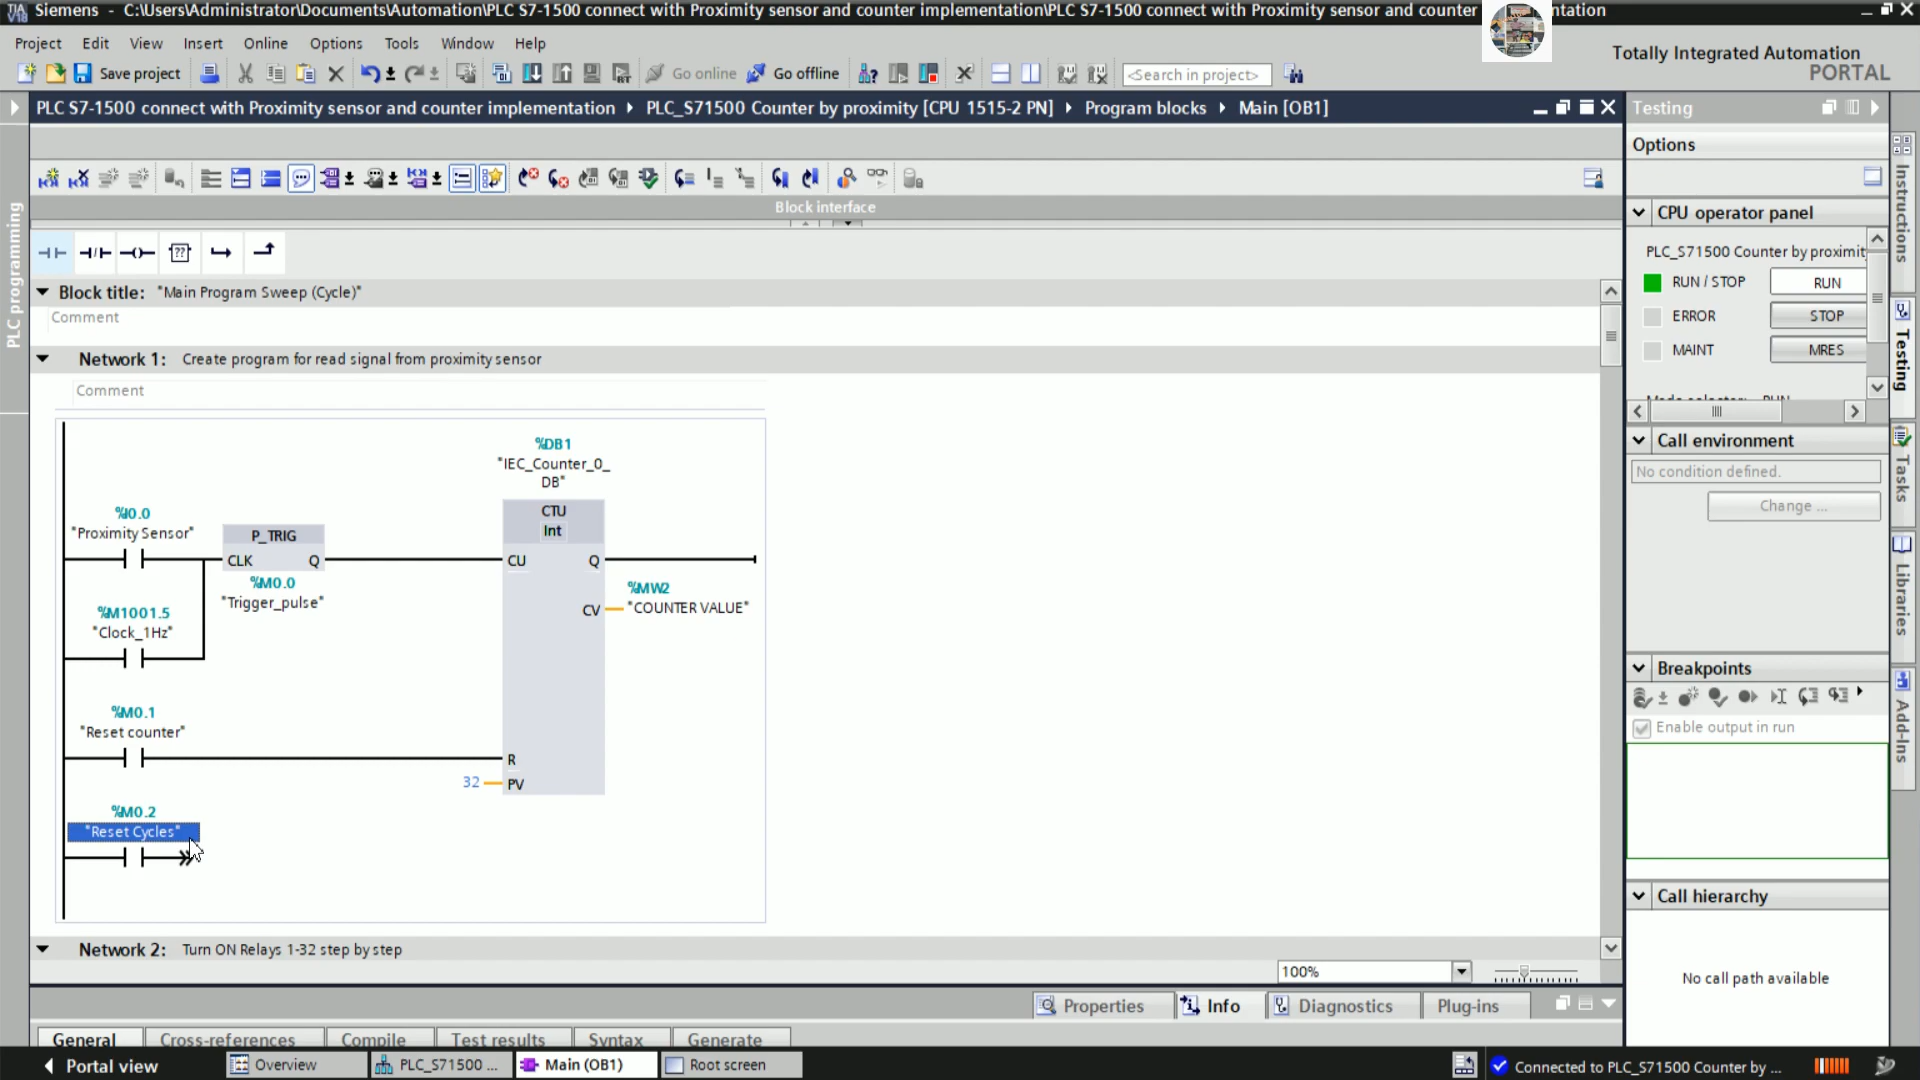 Siemens - C:\Users\Administrator\Documents\Automation\PLC S7-1500 connect with Proximity sensor and counter implementation\PLC S7-1500 connect with Proximity sensor and counter ntation
Project Edit View Insert Online Options Tools Window Help
Totally Integrated Automation
PORTAL
Save project Go online Go offline <Search in project>
PLC S7-1500 connect with Proximity sensor and counter implementation PLC_S71500 Counter by proximity [CPU 1515-2 PN] Program blocks Main [OB1]
Block interface
Block title: "Main Program Sweep (Cycle)"
Comment
Network 1: Create program for read signal from proximity sensor
Comment
%DB1
"IEC_Counter_0_
DB"
CTU
Int
%I0.0
"Proximity Sensor"
P_TRIG
CLK Q
CU Q
%M0.0
"Trigger_pulse"
%MW2
CV "COUNTER VALUE"
%M1001.5
"Clock_1Hz"
%M0.1
"Reset counter"
R
32 PV
%M0.2
"Reset Cycles"
Network 2: Turn ON Relays 1-32 step by step
100%
Properties Info Diagnostics Plug-ins
General Cross-references Compile Test results Syntax Generate
Portal view Overview PLC_S71500 ... Main (OB1) Root screen
Connected to PLC_S71500 Counter by ...
PLC programming
Testing
Options
CPU operator panel
PLC_S71500 Counter by proximit
RUN / STOP RUN
ERROR STOP
MAINT MRES
Call environment
No condition defined.
Change ...
Breakpoints
Enable output in run
Call hierarchy
No call path available
Instructions
Testing
Tasks
Libraries
Add-Ins